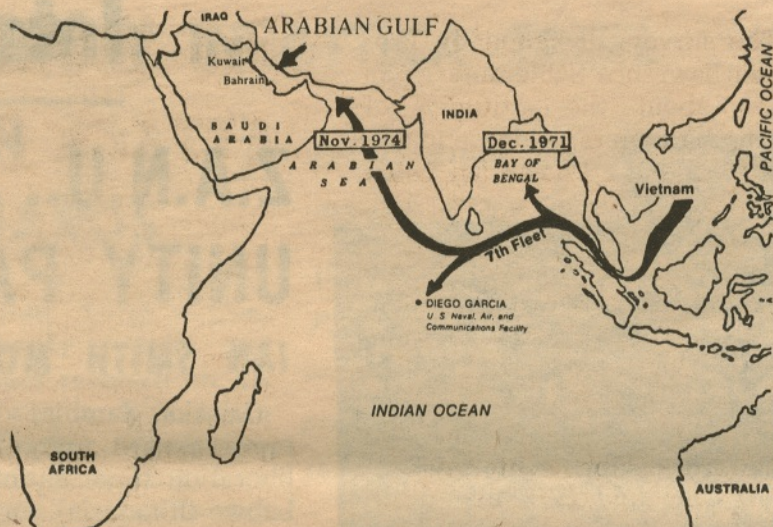 IRAQ
ARABIAN GULF
Kuwait
Bahrain
SAUDI
ARABIA
Nov. 1974
ARABIAN
SEA
INDIA
Dec. 1971
BAY OF
BENGAL
PACIFIC OCEAN
Vietnam
7th Fleet
DIEGO GARCIA
U S Naval, Air, and
Communications Facility
INDIAN OCEAN
SOUTH
AFRICA
AUSTRALIA